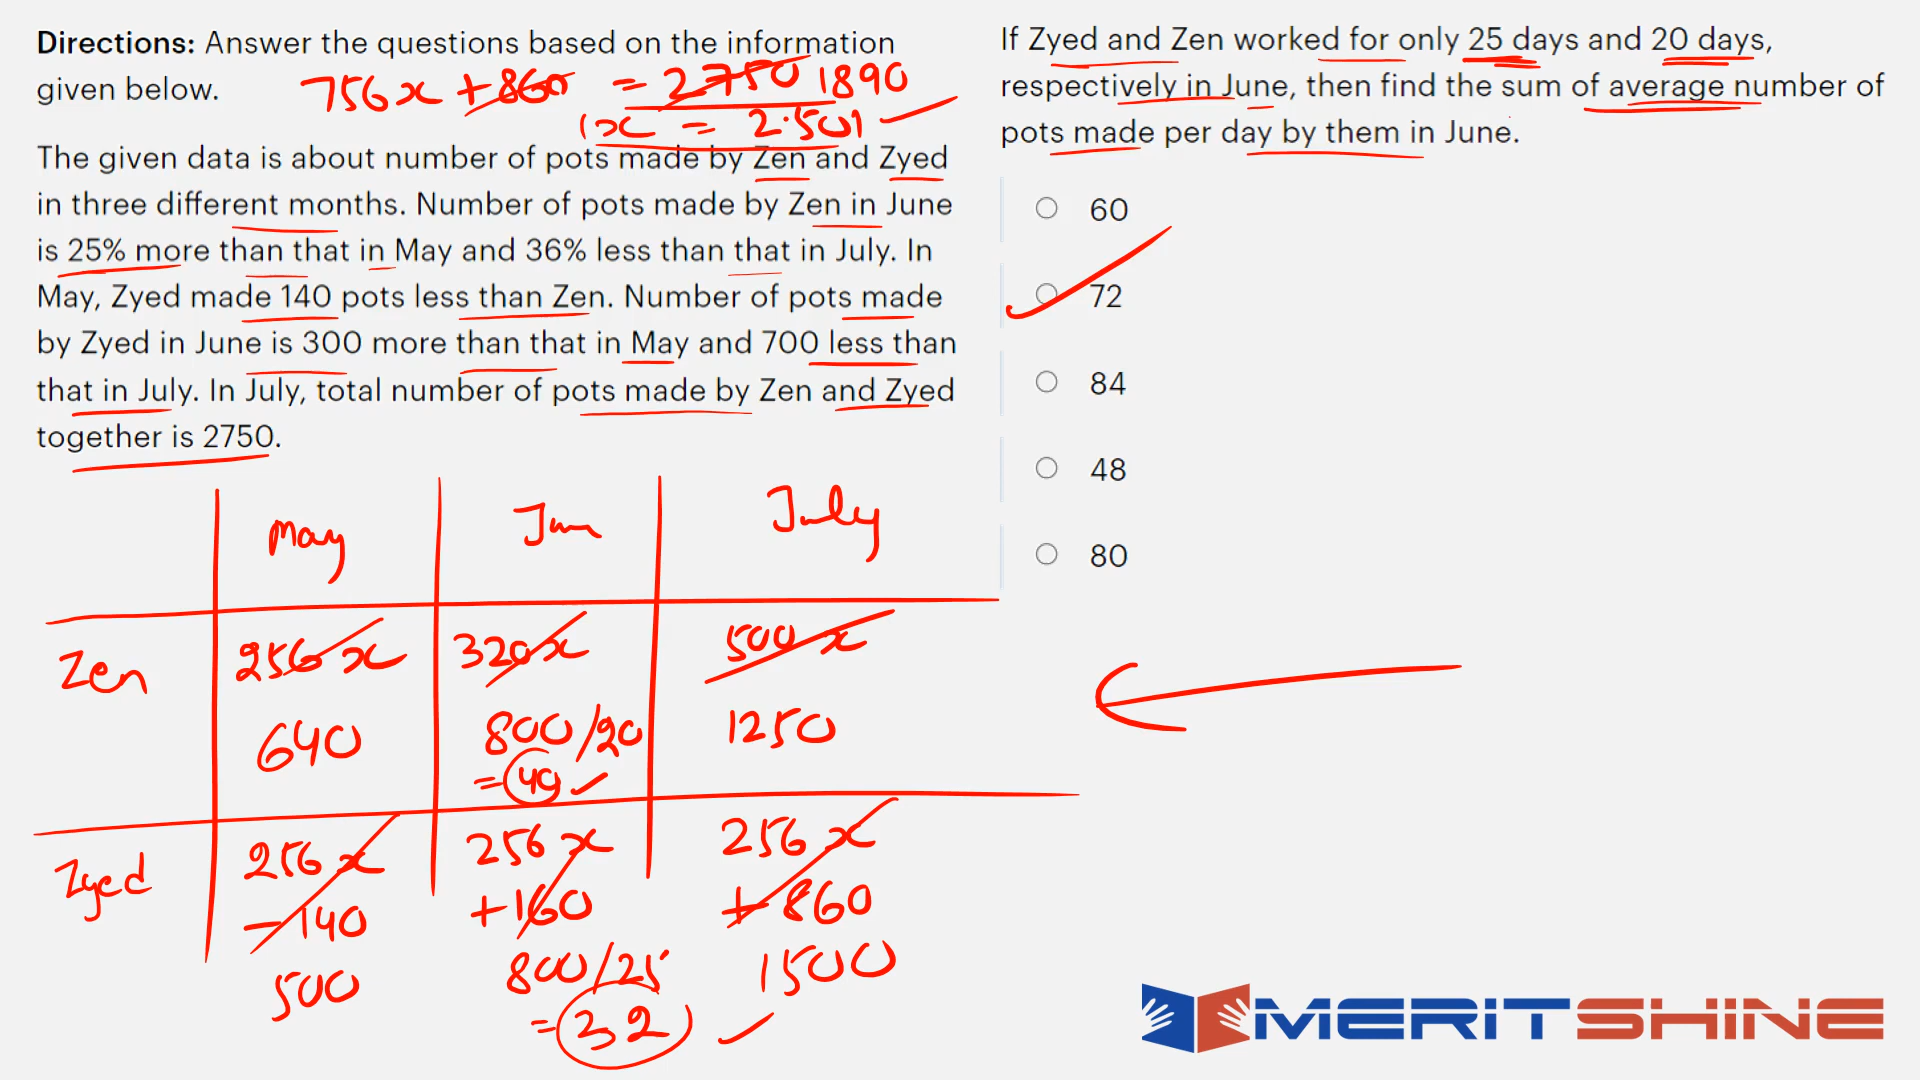 Directions: Answer the questions based on the information
given below.
756x + 860 = 2750 1890
1x = 2.501
The given data is about number of pots made by Zen and Zyed
in three different months. Number of pots made by Zen in June
is 25% more than that in May and 36% less than that in July. In
May, Zyed made 140 pots less than Zen. Number of pots made
by Zyed in June is 300 more than that in May and 700 less than
that in July. In July, total number of pots made by Zen and Zyed
together is 2750.
May Jun July
Zen 256x 320x 500x
640 800/20 1250
= 40
Zyed 256x 256x 256x
-140 +160 +860
500 800/25 1500
= 32
If Zyed and Zen worked for only 25 days and 20 days,
respectively in June, then find the sum of average number of
pots made per day by them in June.
60
72
84
48
80
MERITSHINE